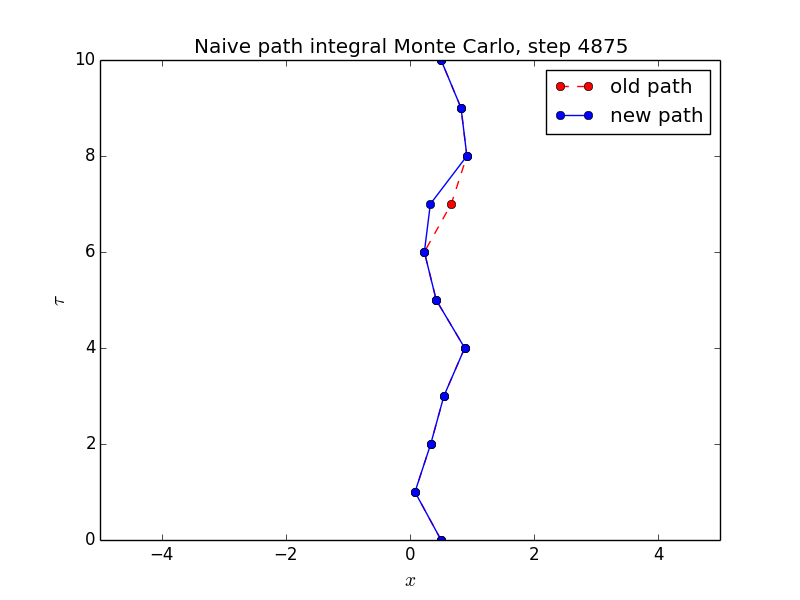 Naive path integral Monte Carlo, step 4875
old path
new path
10
8
6
4
2
0
τ
−4 −2 0 2 4
x